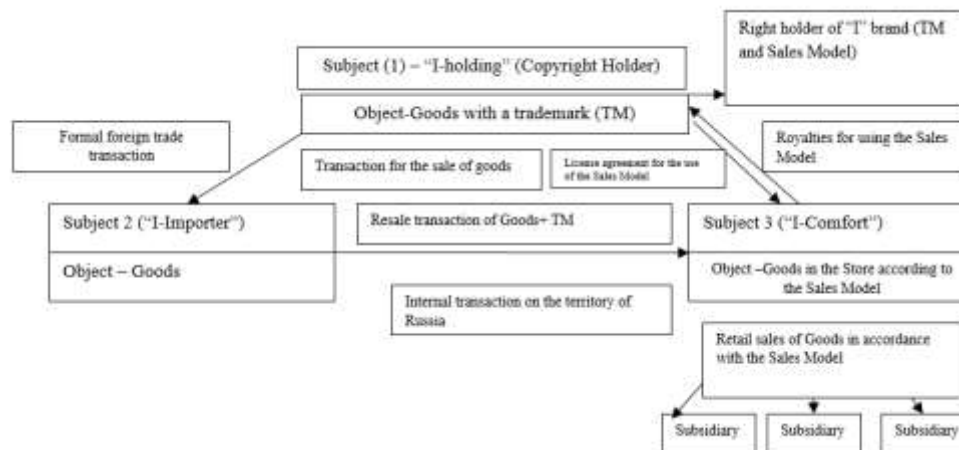 Right holder of "I" brand (TM
and Sales Model)
Subject (1) – "I-holding" (Copyright Holder)
Object-Goods with a trademark (TM)
Formal foreign trade
transaction
Transaction for the sale of goods
License agreement for the use
of the Sales Model
Royalties for using the Sales
Model
Subject 2 ("I-Importer")
Object – Goods
Resale transaction of Goods+ TM
Subject 3 ("I-Comfort")
Object –Goods in the Store according to
the Sales Model
Internal transaction on the territory of
Russia
Retail sales of Goods in accordance
with the Sales Model
Subsidiary
Subsidiary
Subsidiary